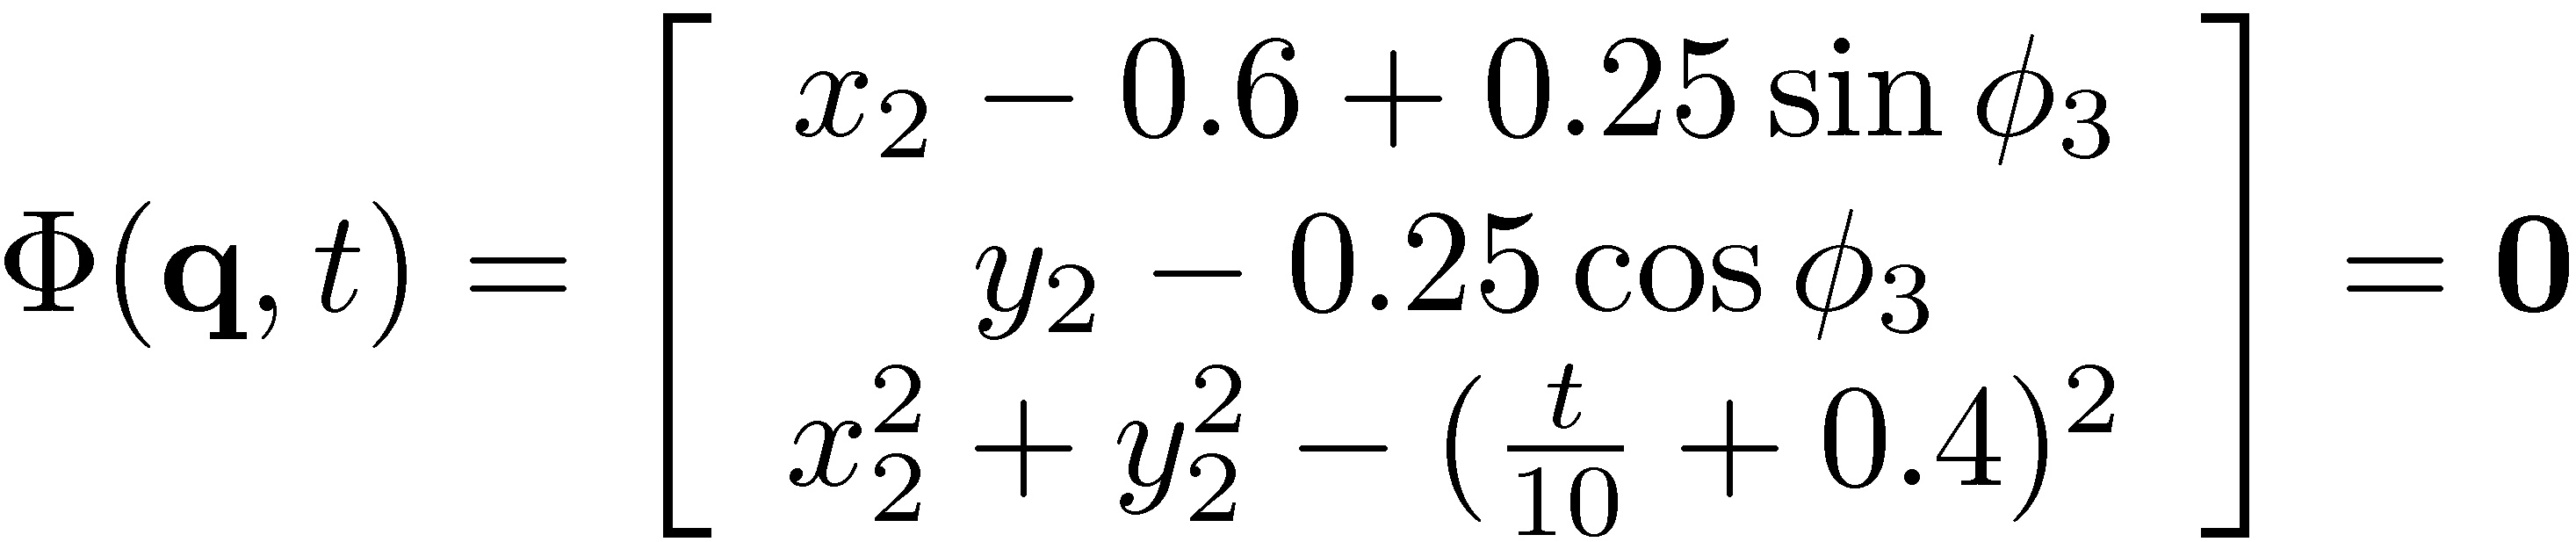 Φ(q, t) = [ x₂ − 0.6 + 0.25 sin ϕ₃
y₂ − 0.25 cos ϕ₃
x₂² + y₂² − (t/10 + 0.4)² ] = 0